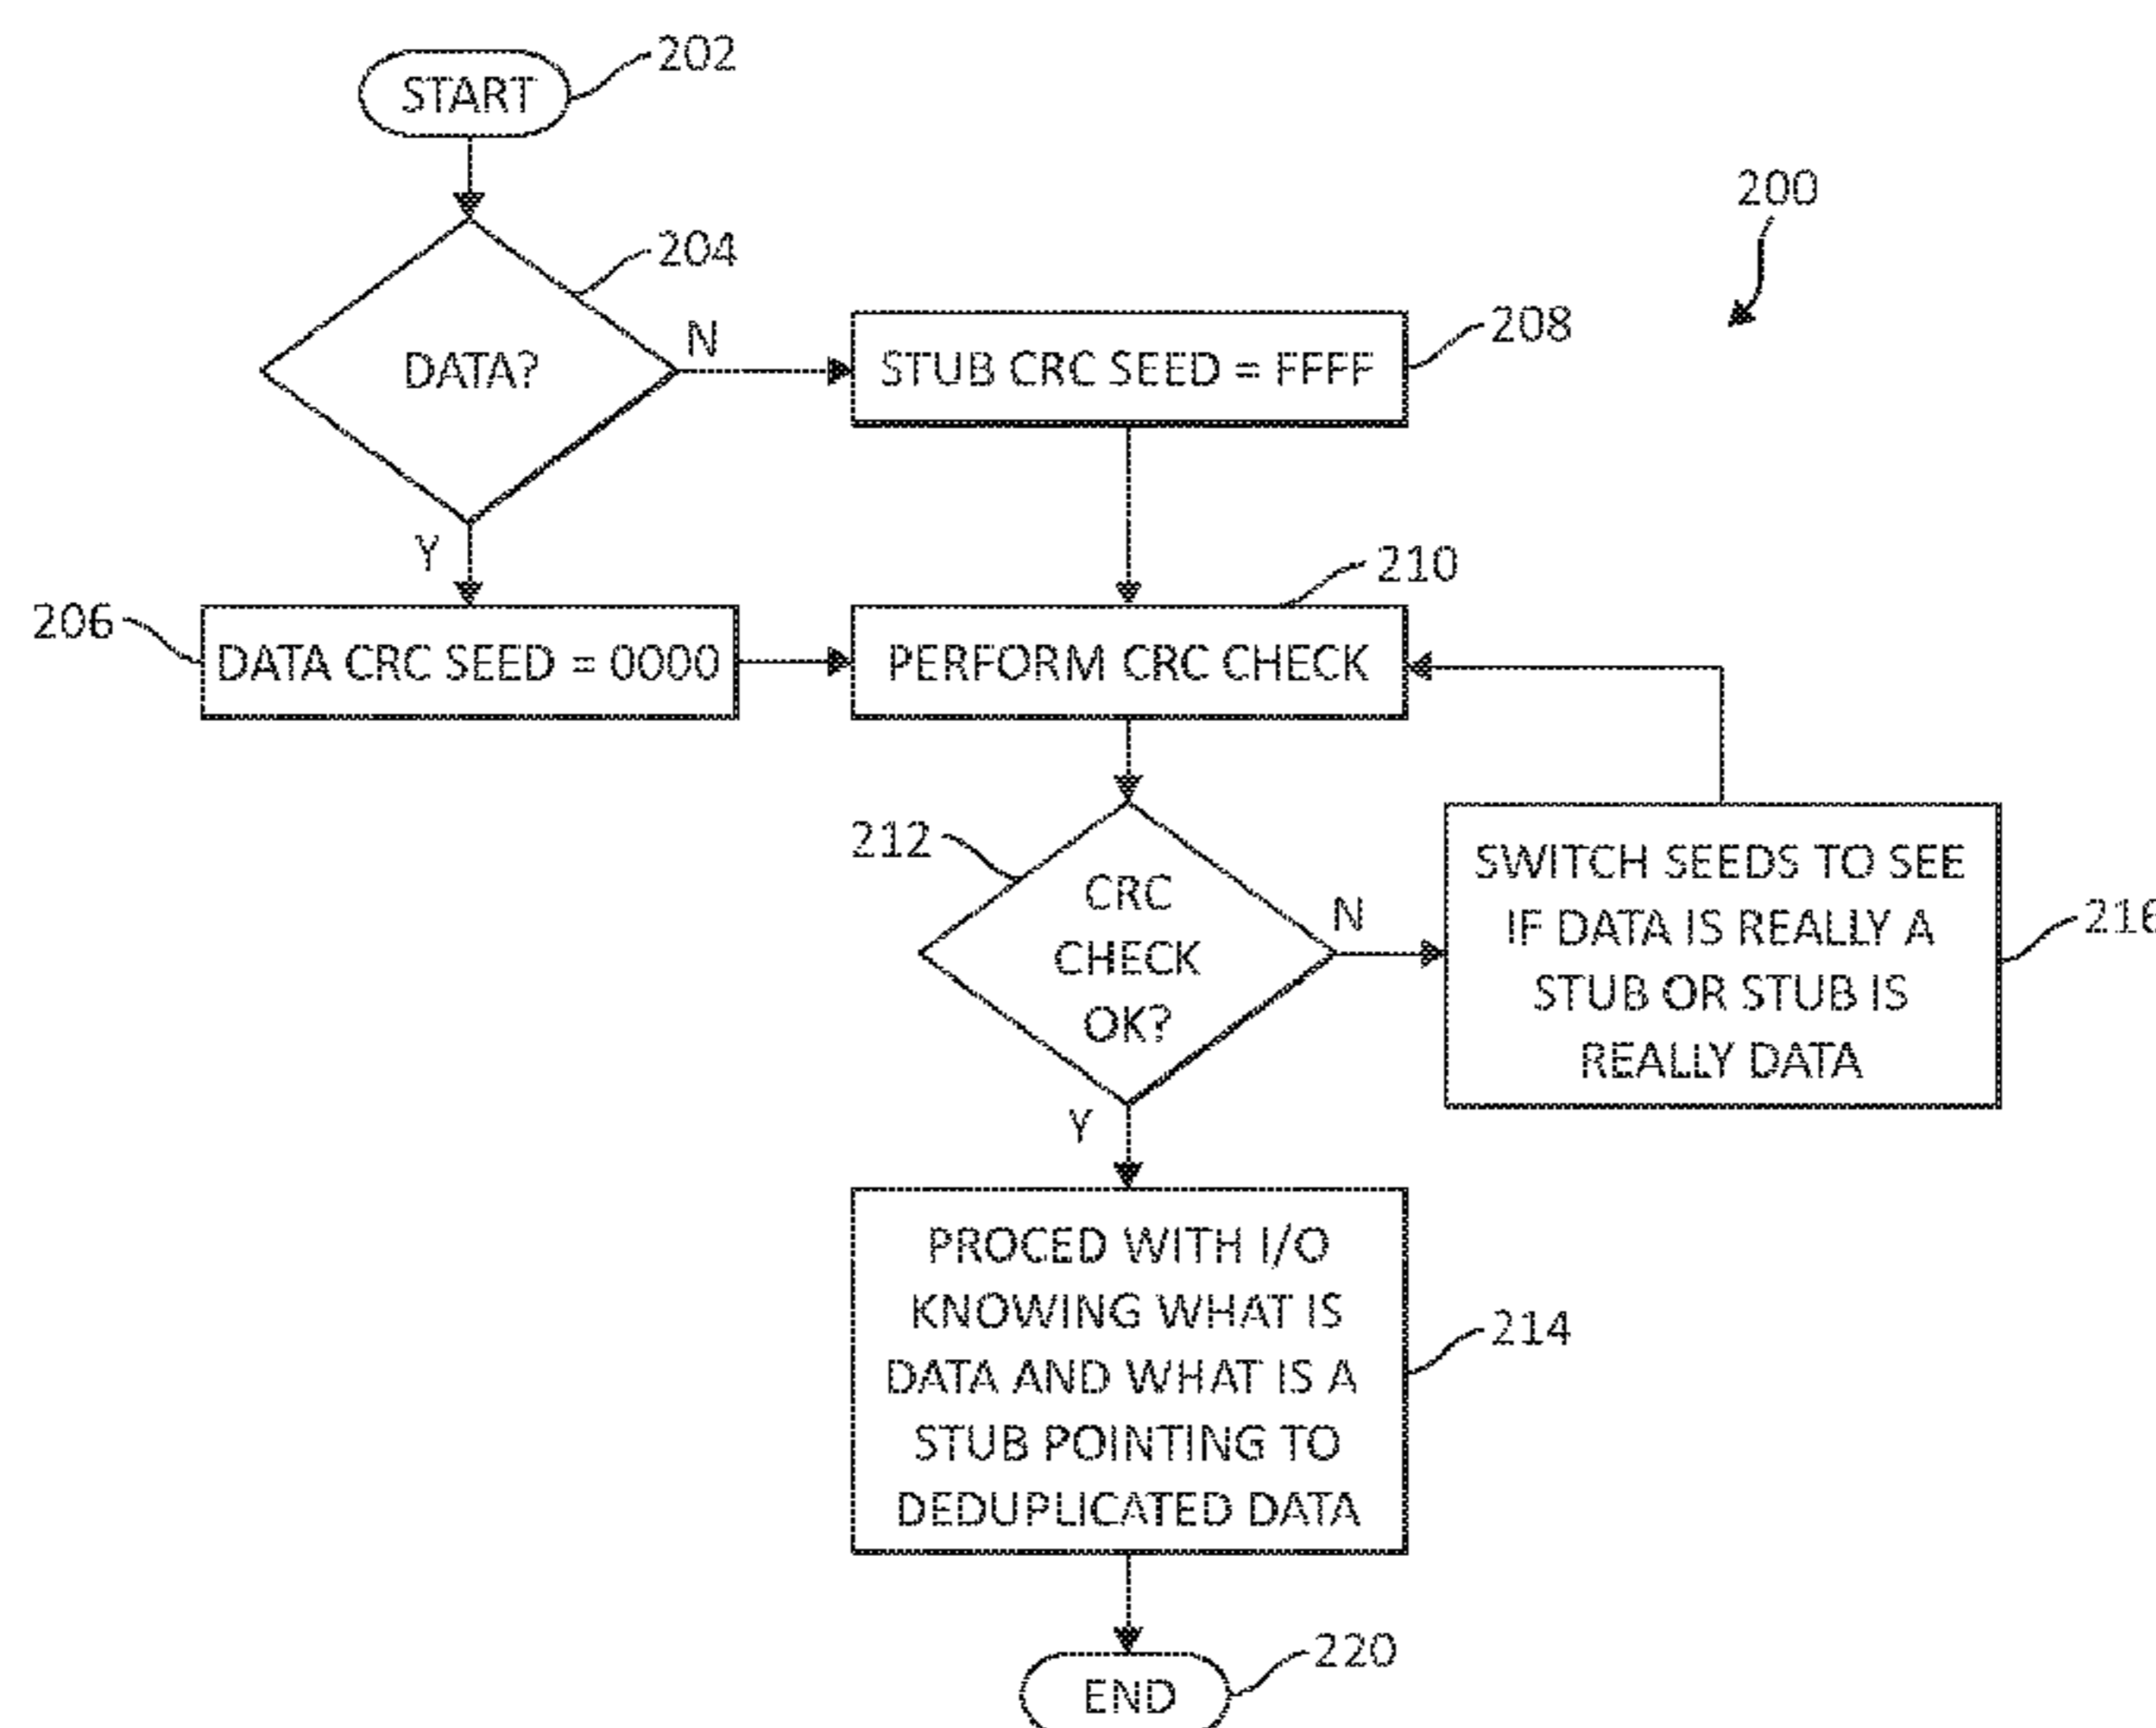 START
202
200
204
DATA?
N
STUB CRC SEED = FFFF
208
Y
210
206
DATA CRC SEED = 0000
PERFORM CRC CHECK
212
CRC
CHECK
OK?
N
SWITCH SEEDS TO SEE
IF DATA IS REALLY A
STUB OR STUB IS
REALLY DATA
216
Y
PROCED WITH I/O
KNOWING WHAT IS
DATA AND WHAT IS A
STUB POINTING TO
DEDUPLICATED DATA
214
220
END